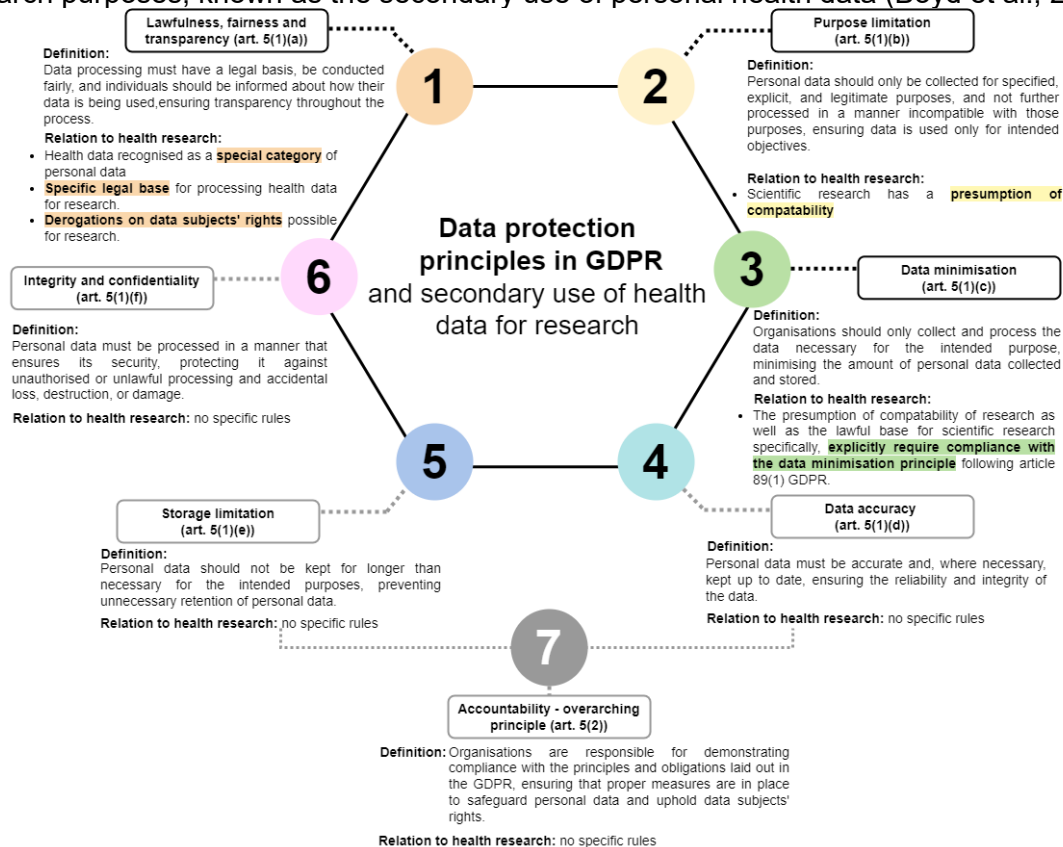 arch purposes, known as the secondary use of personal health data (Boyd et al., 2
Lawfulness, fairness and
transparency (art. 5(1)(a))
Definition:
Data processing must have a legal basis, be conducted
fairly, and individuals should be informed about how their
data is being used,ensuring transparency throughout the
process.
Relation to health research:
• Health data recognised as a special category of
personal data
• Specific legal base for processing health data
for research.
• Derogations on data subjects' rights possible
for research.
1
2
Purpose limitation
(art. 5(1)(b))
Definition:
Personal data should only be collected for specified,
explicit, and legitimate purposes, and not further
processed in a manner incompatible with those
purposes, ensuring data is used only for intended
objectives.
Relation to health research:
• Scientific research has a presumption of
compatability
Data protection
principles in GDPR
and secondary use of health
data for research
6
Integrity and confidentiality
(art. 5(1)(f))
Definition:
Personal data must be processed in a manner that
ensures its security, protecting it against
unauthorised or unlawful processing and accidental
loss, destruction, or damage.
Relation to health research: no specific rules
3
Data minimisation
(art. 5(1)(c))
Definition:
Organisations should only collect and process the
data necessary for the intended purpose,
minimising the amount of personal data collected
and stored.
Relation to health research:
• The presumption of compatability of research as
well as the lawful base for scientific research
specifically, explicitly require compliance with
the data minimisation principle following article
89(1) GDPR.
5
Storage limitation
(art. 5(1)(e))
Definition:
Personal data should not be kept for longer than
necessary for the intended purposes, preventing
unnecessary retention of personal data.
Relation to health research: no specific rules
4
Data accuracy
(art. 5(1)(d))
Definition:
Personal data must be accurate and, where necessary,
kept up to date, ensuring the reliability and integrity of
the data.
Relation to health research: no specific rules
7
Accountability - overarching
principle (art. 5(2))
Definition: Organisations are responsible for demonstrating
compliance with the principles and obligations laid out in
the GDPR, ensuring that proper measures are in place
to safeguard personal data and uphold data subjects'
rights.
Relation to health research: no specific rules